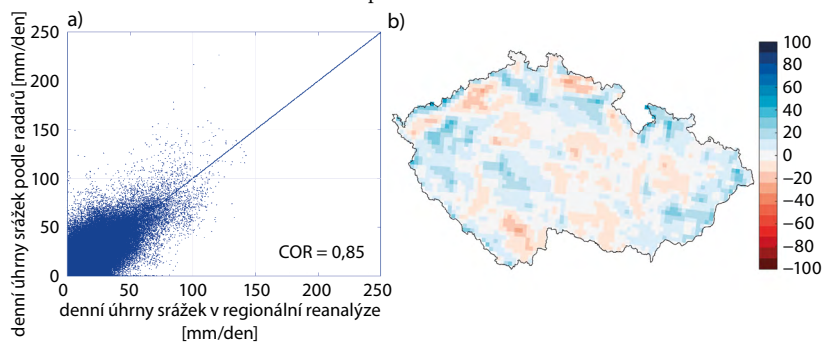 a)
denní úhrny srážek podle radarů [mm/den]
250
200
150
100
50
0
0 50 100 150 200 250
COR = 0,85
denní úhrny srážek v regionální reanalýze
[mm/den]
b)
100
80
60
40
20
0
−20
−40
−60
−80
−100